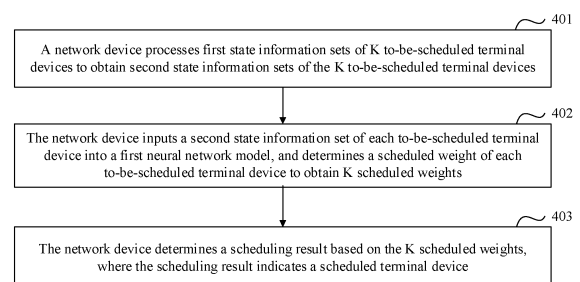 401
A network device processes first state information sets of K to-be-scheduled terminal
devices to obtain second state information sets of the K to-be-scheduled terminal devices
402
The network device inputs a second state information set of each to-be-scheduled terminal
device into a first neural network model, and determines a scheduled weight of each
to-be-scheduled terminal device to obtain K scheduled weights
403
The network device determines a scheduling result based on the K scheduled weights,
where the scheduling result indicates a scheduled terminal device